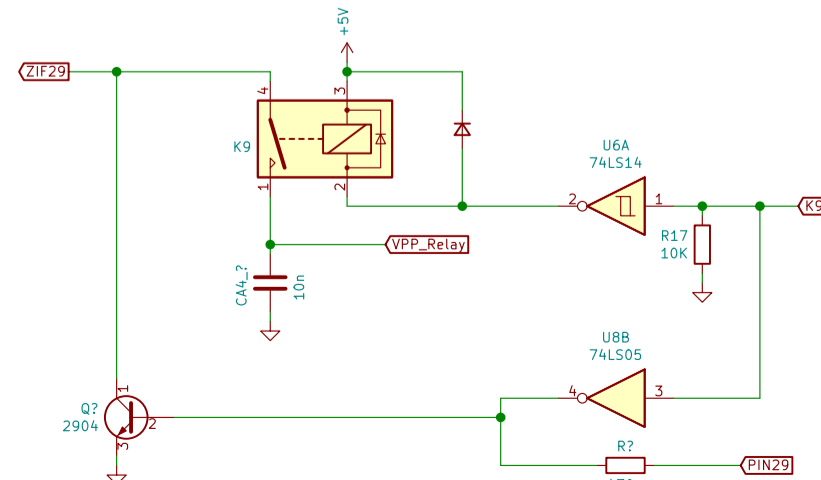 +5V
ZIF29
4
3
K9
U6A
74LS14
1
2
2
1
K9
R17
10K
VPP_Relay
CA4_?
10n
U8B
74LS05
1
4
3
Q?
2904
2
3
R?
PIN29